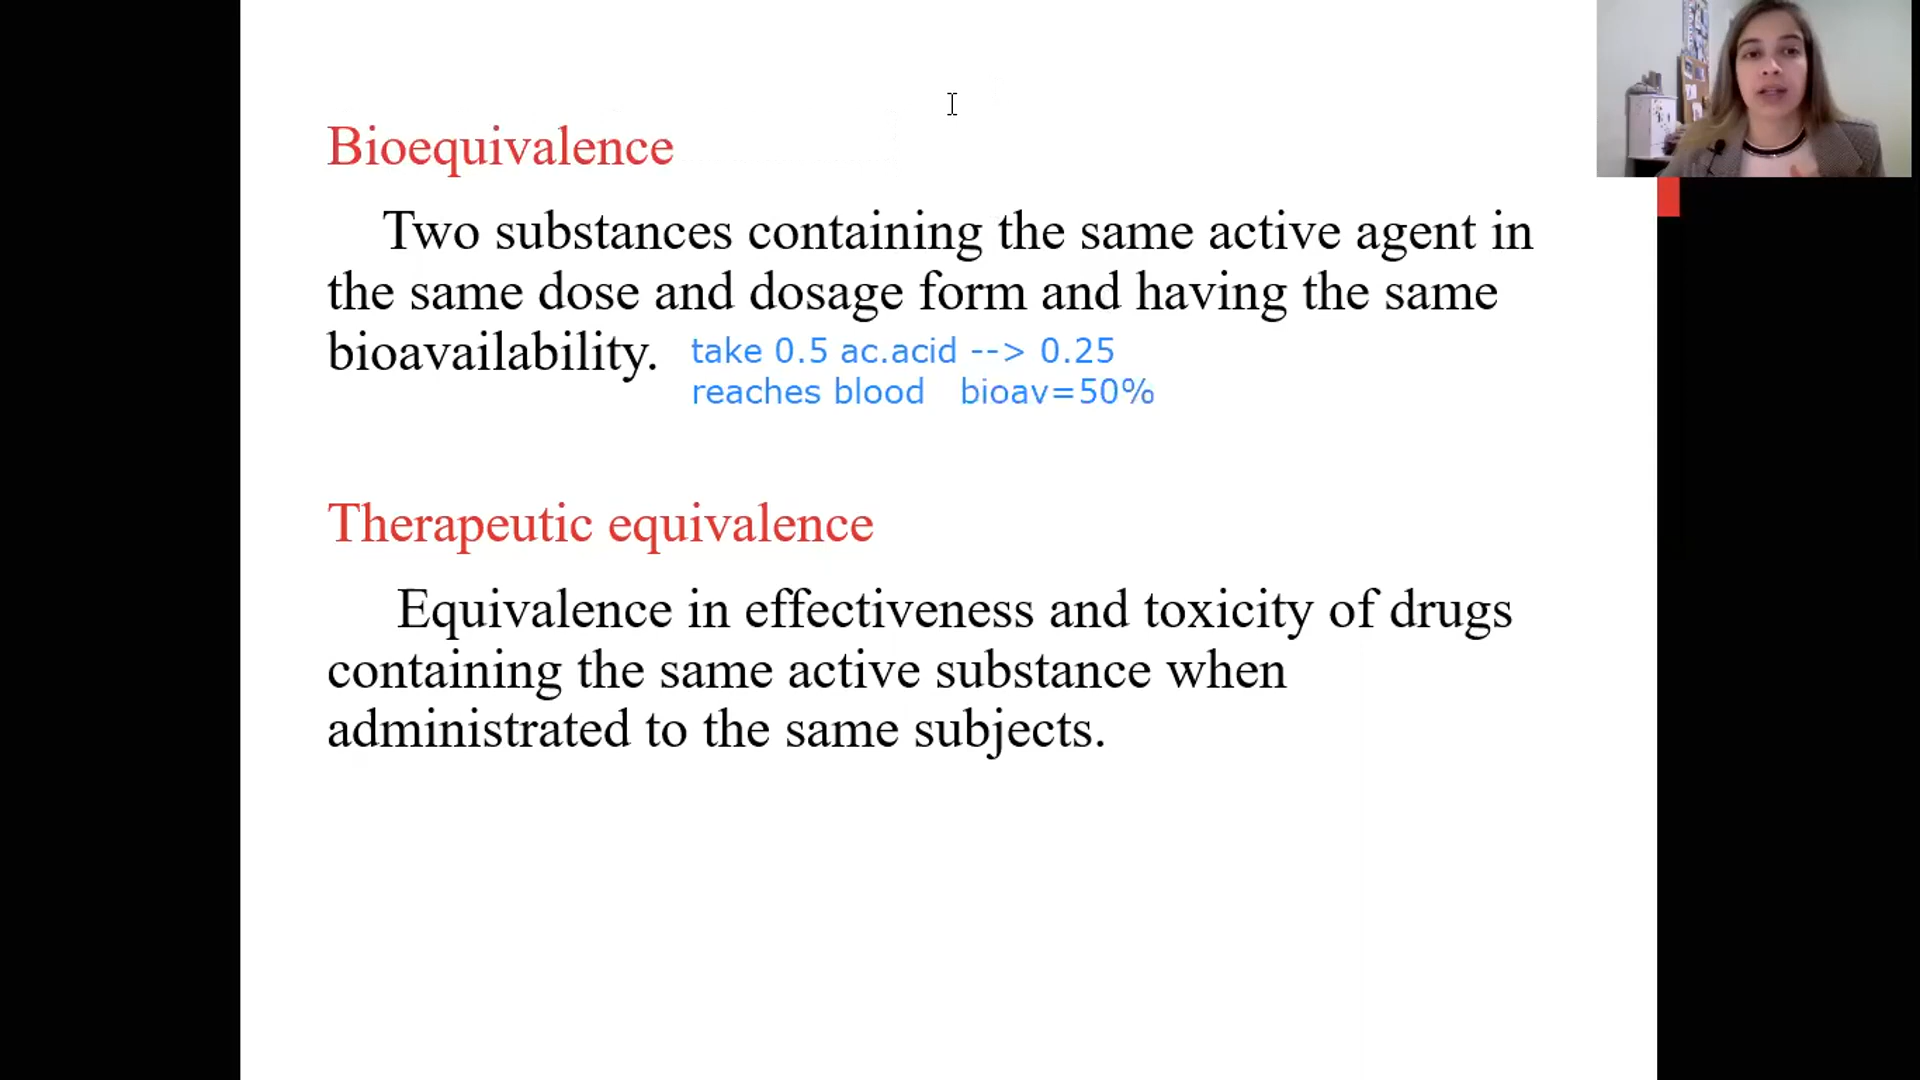 Bioequivalence
Two substances containing the same active agent in
the same dose and dosage form and having the same
bioavailability. take 0.5 ac.acid --> 0.25
reaches blood bioav=50%
Therapeutic equivalence
Equivalence in effectiveness and toxicity of drugs
containing the same active substance when
administrated to the same subjects.